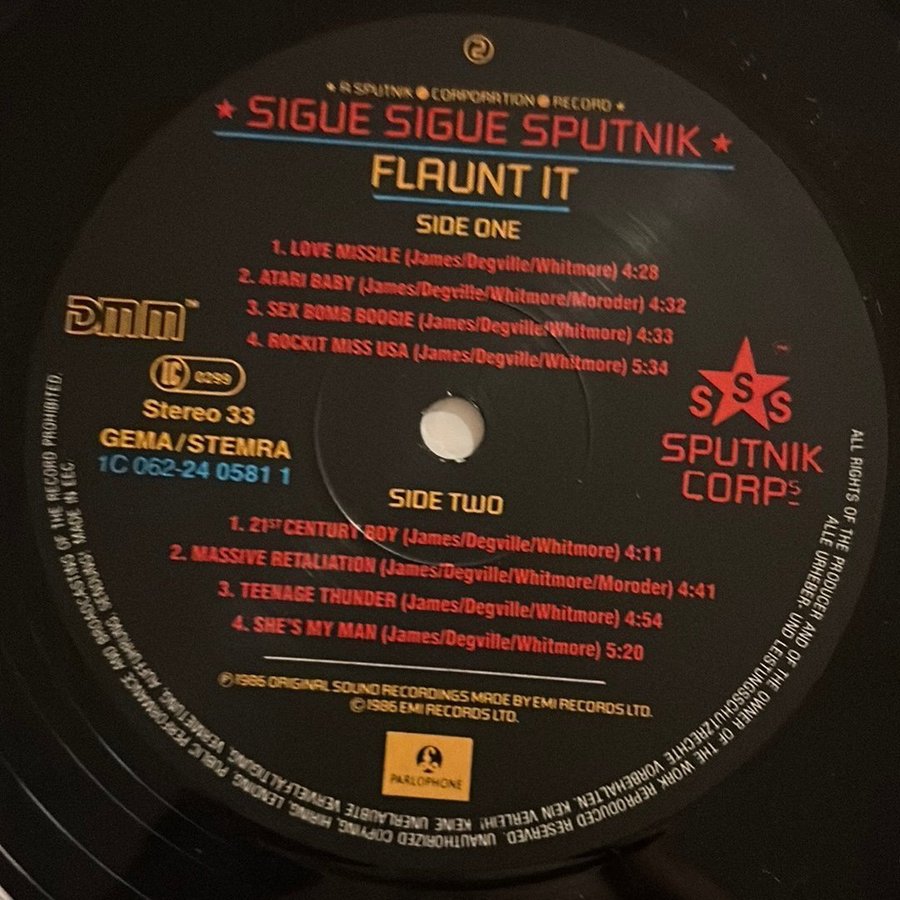 2
★ A SPUTNIK ● CORPORATION ● RECORD ★
★ SIGUE SIGUE SPUTNIK ★
FLAUNT IT
SIDE ONE
1. LOVE MISSILE (James/Degville/Whitmore) 4:28
2. ATARI BABY (James/Degville/Whitmore/Moroder) 4:32
3. SEX BOMB BOOGIE (James/Degville/Whitmore) 4:33
4. ROCKIT MISS USA (James/Degville/Whitmore) 5:34
DMM™
LC 0299
Stereo 33
GEMA/STEMRA
1C 062-24 0581 1
SSS
SPUTNIK
CORPS
SIDE TWO
1. 21ST CENTURY BOY (James/Degville/Whitmore) 4:11
2. MASSIVE RETALIATION (James/Degville/Whitmore/Moroder) 4:41
3. TEENAGE THUNDER (James/Degville/Whitmore) 4:54
4. SHE'S MY MAN (James/Degville/Whitmore) 5:20
℗ 1986 ORIGINAL SOUND RECORDINGS MADE BY EMI RECORDS LTD.
© 1986 EMI RECORDS LTD.
£
PARLOPHONE
ALL RIGHTS OF THE PRODUCER AND OF THE OWNER OF THE WORK REPRODUCED RESERVED. UNAUTHORIZED COPYING, HIRING, LENDING, PUBLIC PERFORMANCE AND BROADCASTING OF THE RECORD PROHIBITED.
ALLE URHEBER- UND LEISTUNGSSCHUTZRECHTE VORBEHALTEN. KEIN VERLEIH! KEINE UNERLAUBTE VERVIELFÄLTIGUNG, VERMIETUNG, AUFFÜHRUNG, SENDUNG. MADE IN EEC.